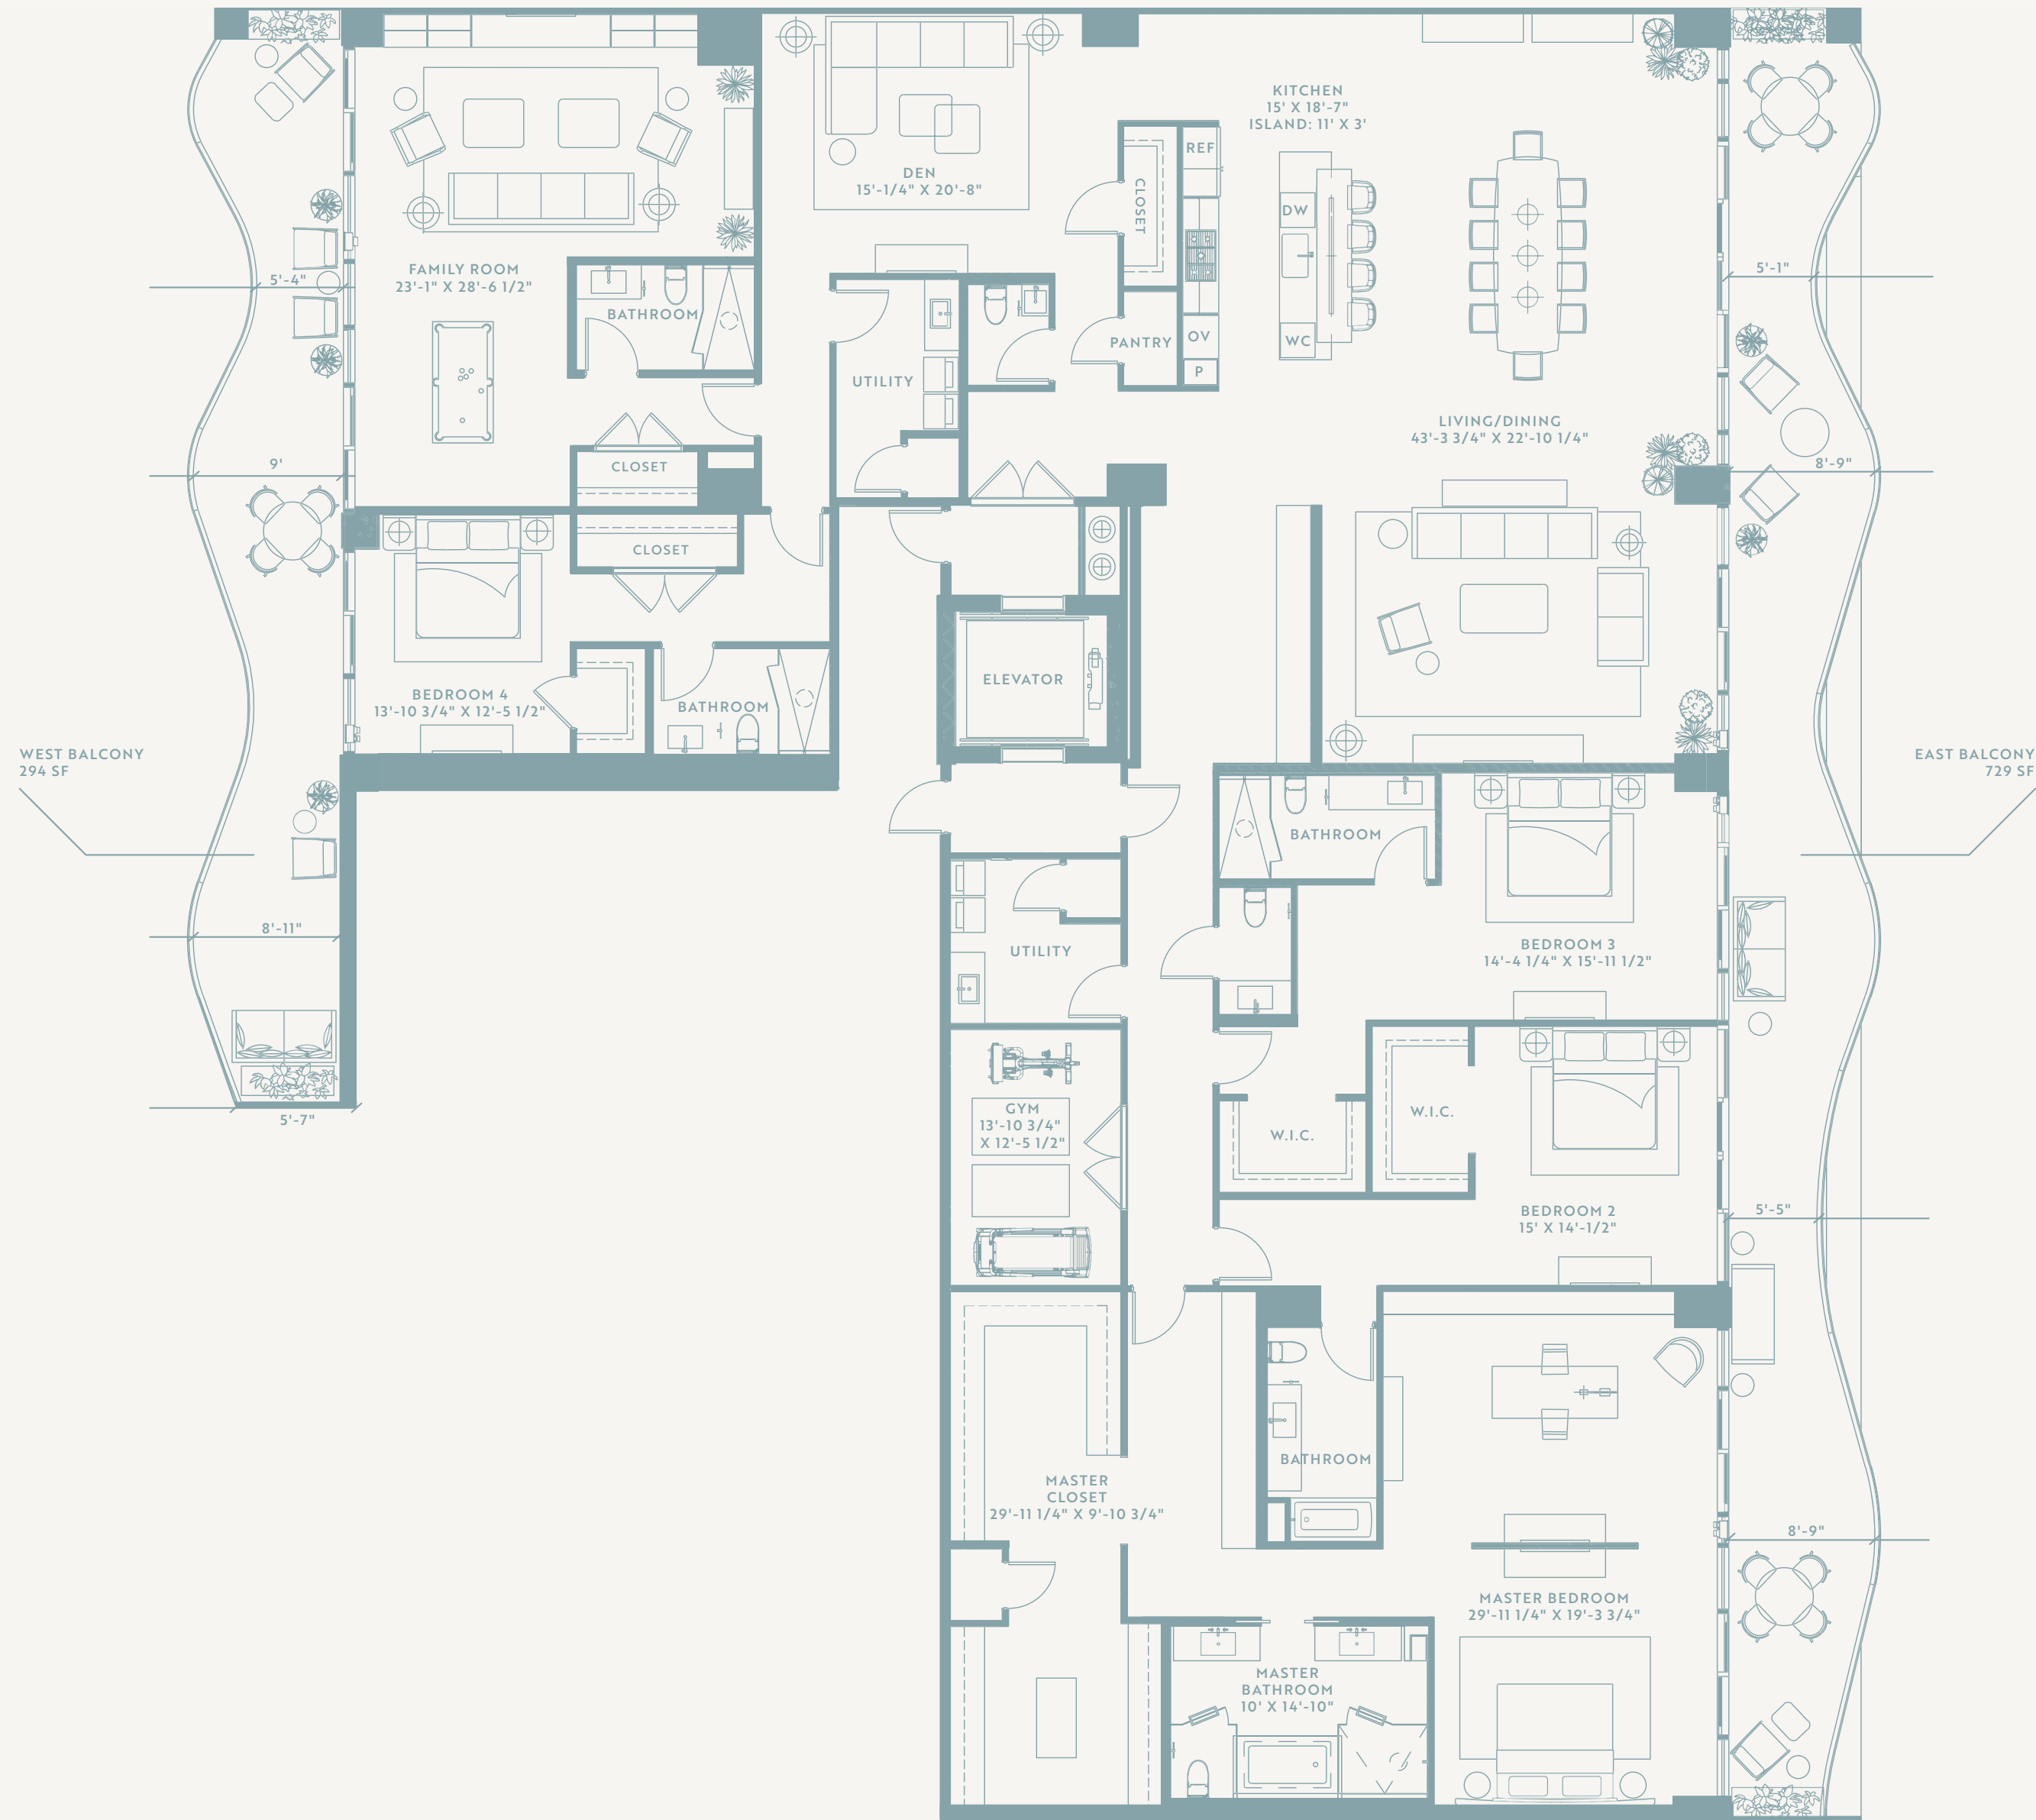 KITCHEN
15' X 18'-7"
ISLAND: 11' X 3'
REF
DEN
15'-1/4" X 20'-8"
CLOSET
DW
FAMILY ROOM
23'-1" X 28'-6 1/2"
5'-4"
5'-1"
BATHROOM
PANTRY
OV
WC
P
UTILITY
LIVING/DINING
43'-3 3/4" X 22'-10 1/4"
9'
CLOSET
8'-9"
CLOSET
ELEVATOR
BEDROOM 4
13'-10 3/4" X 12'-5 1/2"
BATHROOM
WEST BALCONY
294 SF
EAST BALCONY
729 SF
BATHROOM
8'-11"
UTILITY
BEDROOM 3
14'-4 1/4" X 15'-11 1/2"
5'-7"
GYM
13'-10 3/4"
X 12'-5 1/2"
W.I.C.
W.I.C.
BEDROOM 2
15' X 14'-1/2"
5'-5"
BATHROOM
MASTER
CLOSET
29'-11 1/4" X 9'-10 3/4"
8'-9"
MASTER BEDROOM
29'-11 1/4" X 19'-3 3/4"
MASTER
BATHROOM
10' X 14'-10"